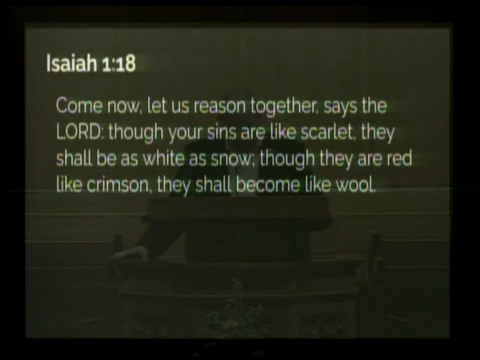 Isaiah 1:18
Come now, let us reason together, says the
LORD: though your sins are like scarlet, they
shall be as white as snow; though they are red
like crimson, they shall become like wool.